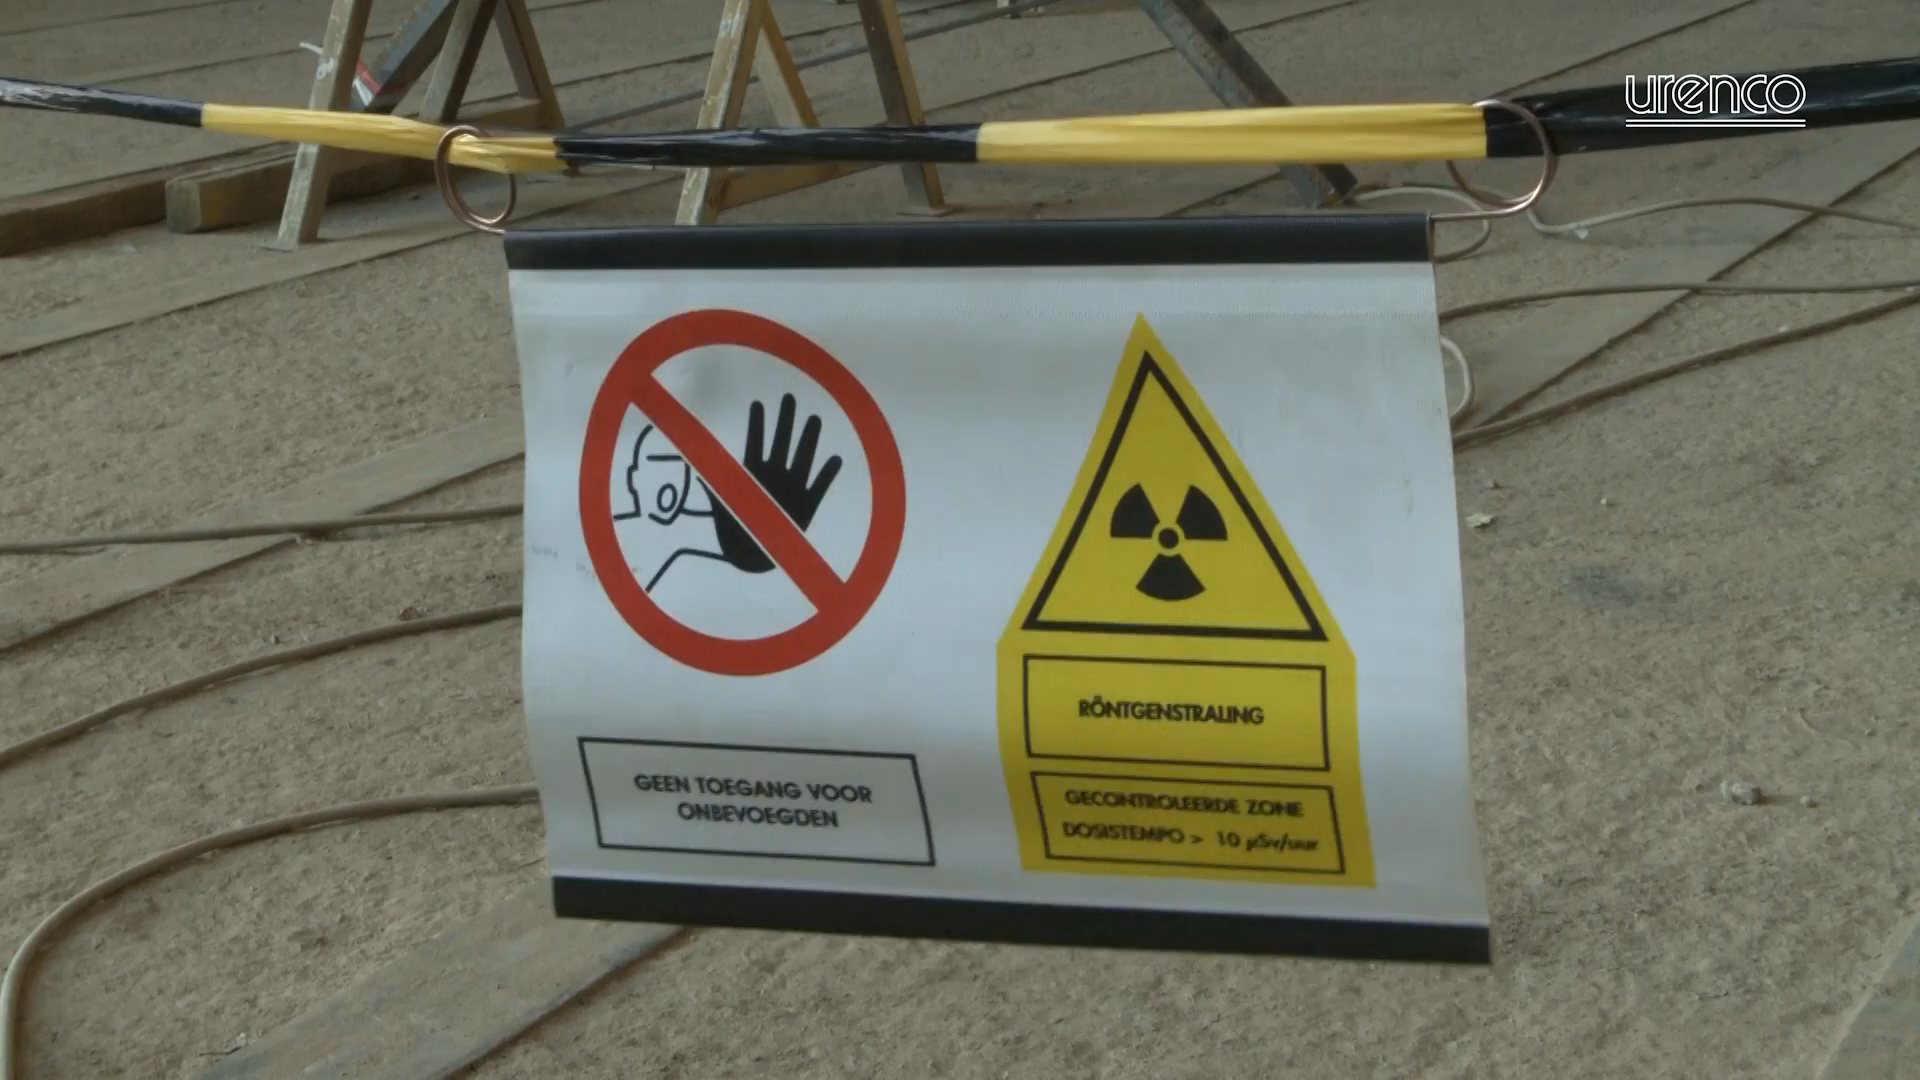 urenco
GEEN TOEGANG VOOR
ONBEVOEGDEN
RÖNTGENSTRALING
GECONTROLEERDE ZONE
DOSISTEMPO > 10 µSv/uur